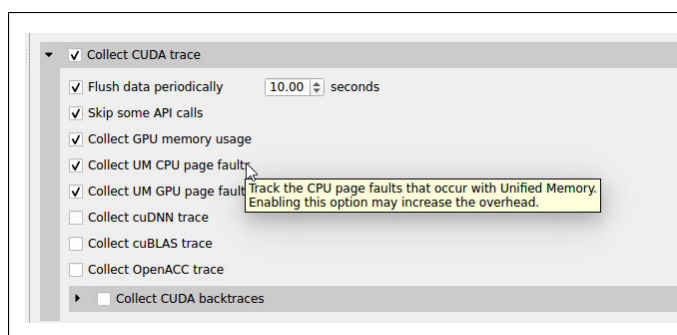 Collect CUDA trace
Flush data periodically 10.00 seconds
Skip some API calls
Collect GPU memory usage
Collect UM CPU page faults
Collect UM GPU page fault
Track the CPU page faults that occur with Unified Memory.
Enabling this option may increase the overhead.
Collect cuDNN trace
Collect cuBLAS trace
Collect OpenACC trace
Collect CUDA backtraces